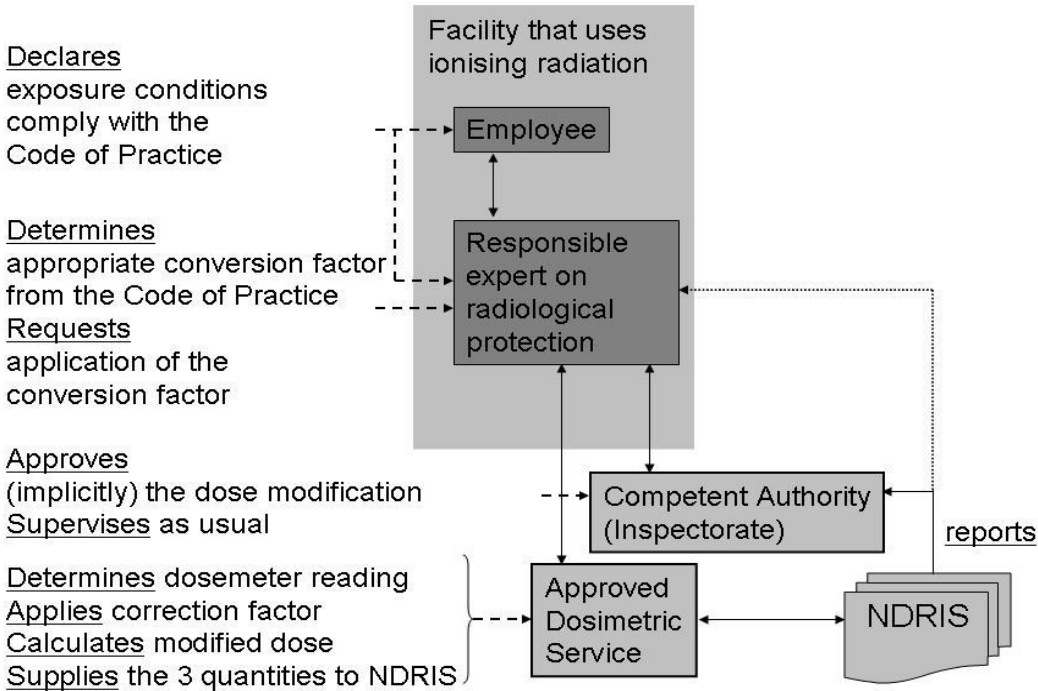 Declares
exposure conditions
comply with the
Code of Practice
Determines
appropriate conversion factor
from the Code of Practice
Requests
application of the
conversion factor
Approves
(implicitly) the dose modification
Supervises as usual
Determines dosemeter reading
Applies correction factor
Calculates modified dose
Supplies the 3 quantities to NDRIS
Facility that uses
ionising radiation
Employee
Responsible
expert on
radiological
protection
Competent Authority
(Inspectorate)
reports
Approved
Dosimetric
Service
NDRIS